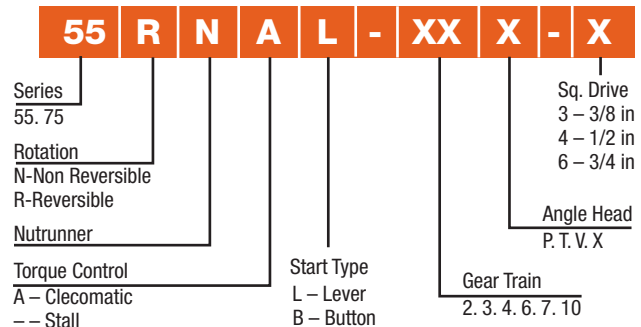 55 R N A L - XX X - X
Series
55. 75
Rotation
N-Non Reversible
R-Reversible
Nutrunner
Torque Control
A – Clecomatic
– – Stall
Start Type
L – Lever
B – Button
Gear Train
2. 3. 4. 6. 7. 10
Angle Head
P. T. V. X
Sq. Drive
3 – 3/8 in
4 – 1/2 in
6 – 3/4 in